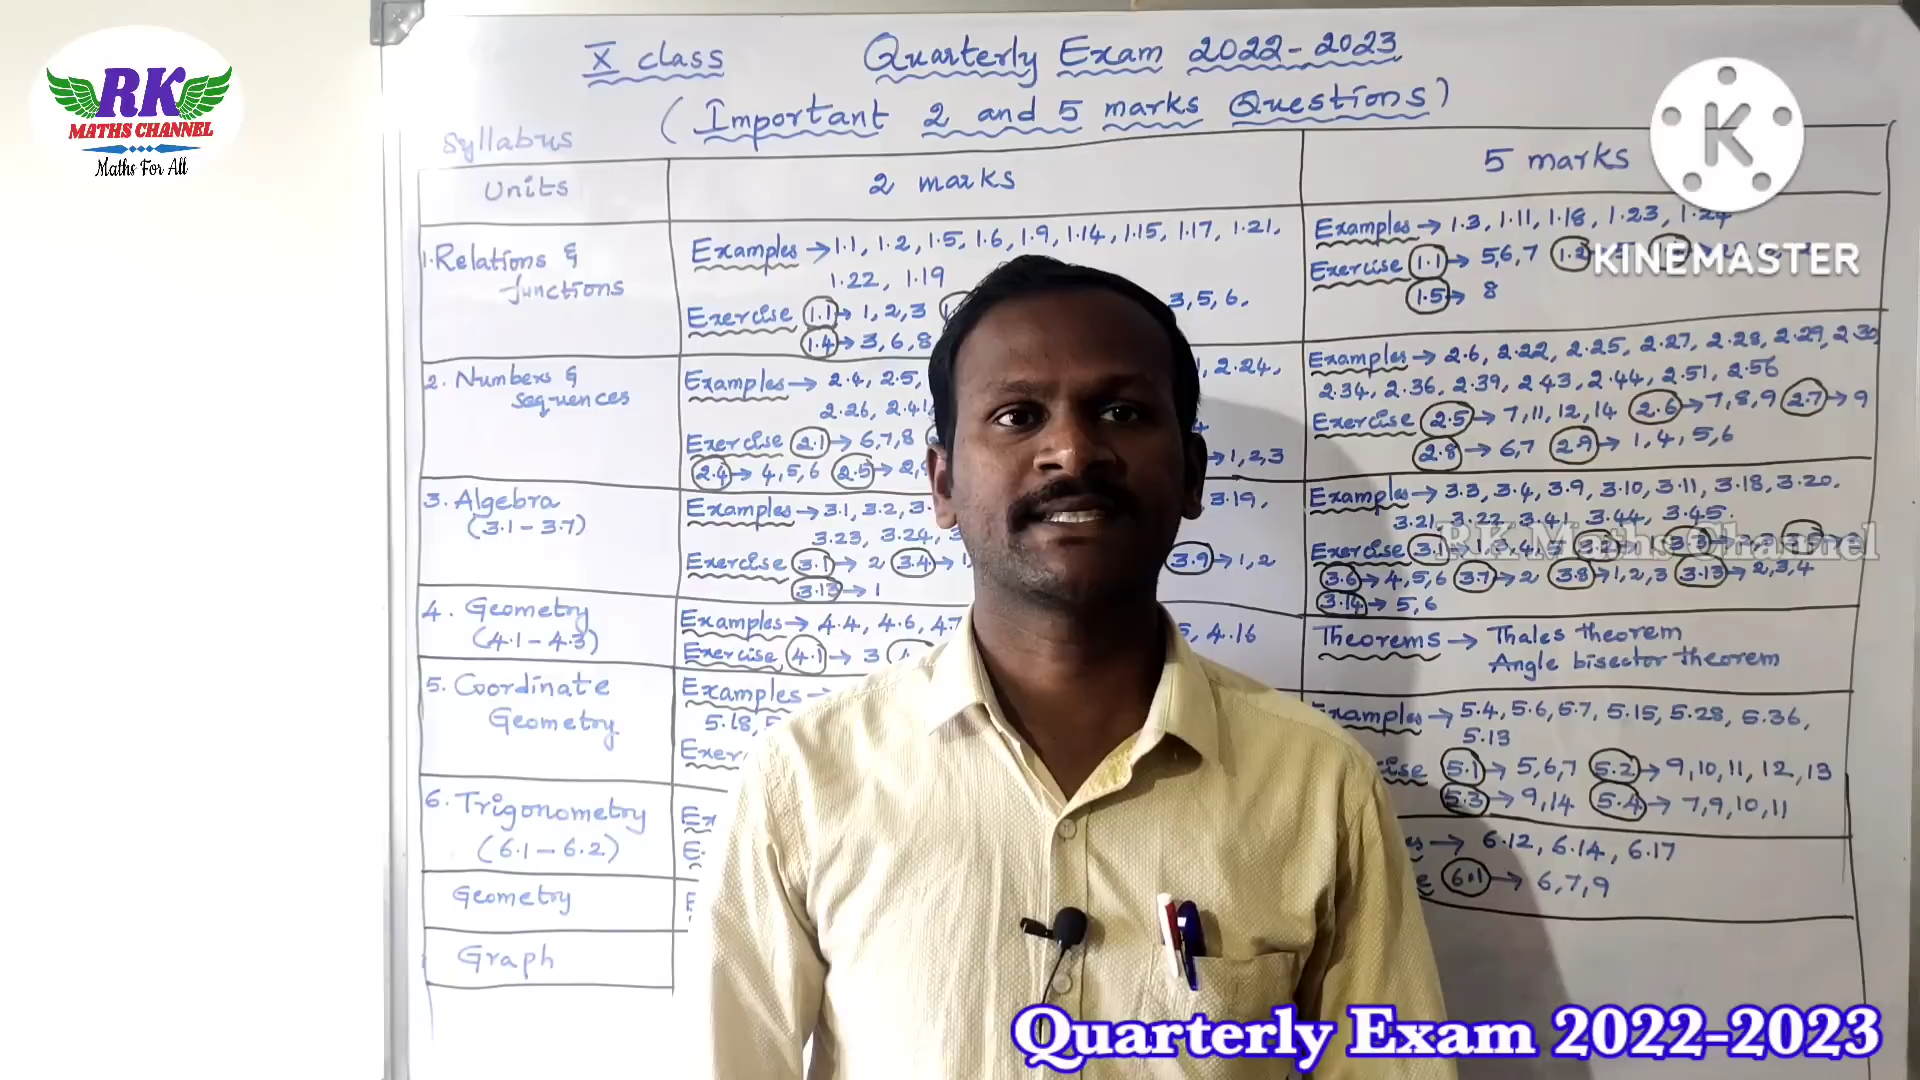 RK
MATHS CHANNEL
Maths For All
X class Quarterly Exam 2022-2023
(Important 2 and 5 marks Questions)
Syllabus
Units 2 marks 5 marks
1. Relations & functions
Examples → 1.1, 1.2, 1.5, 1.6, 1.9, 1.14, 1.15, 1.17, 1.21,
1.22, 1.19
Exercise 1.1 → 1, 2, 3 3, 5, 6,
1.4 → 3, 6, 8
Examples → 1.3, 1.11, 1.18, 1.23, 1.24
Exercise 1.1 → 5,6,7 1.2
1.5 → 8
2. Numbers & sequences
Examples → 2.4, 2.5, 2.24,
2.26, 2.41
Exercise 2.1 → 6,7,8
2.4 → 4, 5, 6 2.5 → → 1, 2, 3
Examples → 2.6, 2.22, 2.25, 2.27, 2.28, 2.29, 2.30
2.34, 2.36, 2.39, 2.43, 2.44, 2.51, 2.56
Exercise 2.5 → 7, 11, 12, 14 2.6 → 7, 8, 9 2.7 → 9
2.8 → 6,7 2.9 → 1, 4, 5, 6
3. Algebra
(3.1 - 3.7)
Examples → 3.1, 3.2, 3.19,
3.23, 3.24,
Exercise 3.1 → 2 3.4 → 3.9 → 1, 2
3.13 → 1
Examples → 3.3, 3.4, 3.9, 3.10, 3.11, 3.18, 3.20,
3.21, 3.22, 3.41, 3.44, 3.45.
Exercise 3.1 →
3.6 → 4, 5, 6 3.7 → 2 3.8 → 1, 2, 3 3.13 → 2, 3, 4
3.14 → 5, 6
4. Geometry
(4.1 - 4.3)
Examples → 4.4, 4.6, 4.7 4.16
Exercise 4.1 → 3
Theorems → Thales theorem
Angle bisector theorem
5. Coordinate Geometry
Examples →
5.18,
Examples → 5.4, 5.6, 5.7, 5.15, 5.28, 5.36,
5.13
5.1 → 5,6,7 5.2 → 9, 10, 11, 12, 13
5.3 → 9, 14 5.4 → 7, 9, 10, 11
6. Trigonometry
(6.1 - 6.2)
→ 6.12, 6.14, 6.17
6.1 → 6, 7, 9
Geometry
Graph
K
KINEMASTER
RK Maths Channel
Quarterly Exam 2022-2023